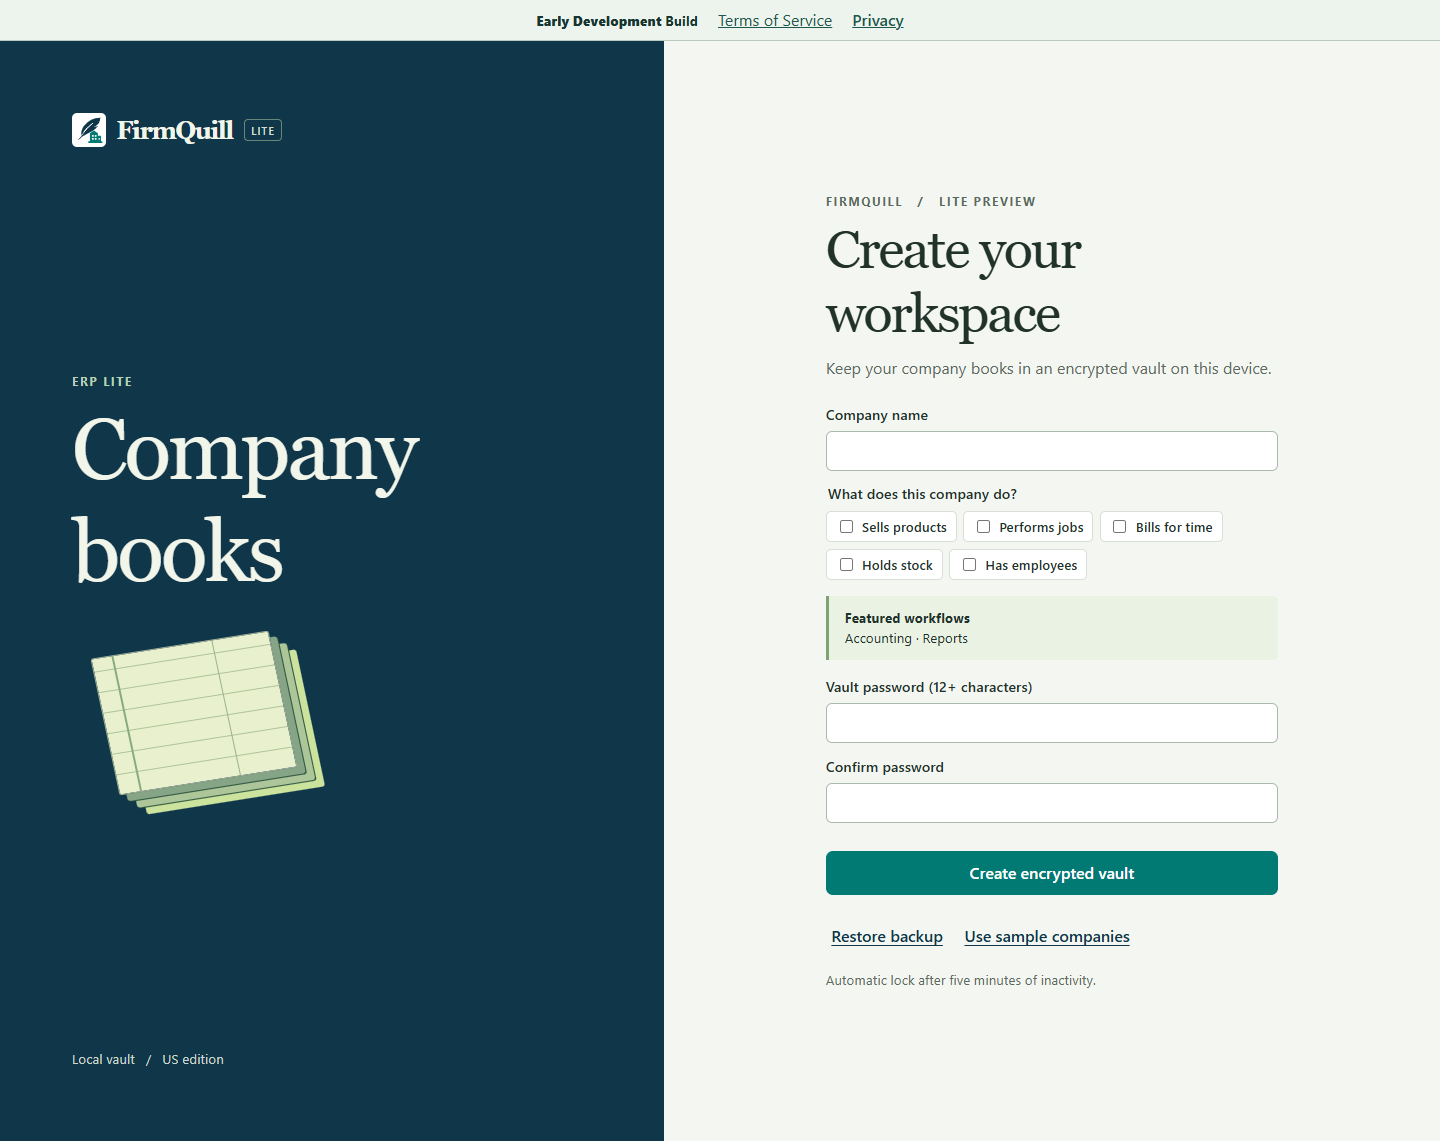 Early Development Build Terms of Service Privacy
FirmQuill LITE
ERP LITE
Company
books
Local vault / US edition
FIRMQUILL / LITE PREVIEW
Create your
workspace
Keep your company books in an encrypted vault on this device.
Company name
What does this company do?
Sells products Performs jobs Bills for time
Holds stock Has employees
Featured workflows
Accounting · Reports
Vault password (12+ characters)
Confirm password
Create encrypted vault
Restore backup Use sample companies
Automatic lock after five minutes of inactivity.